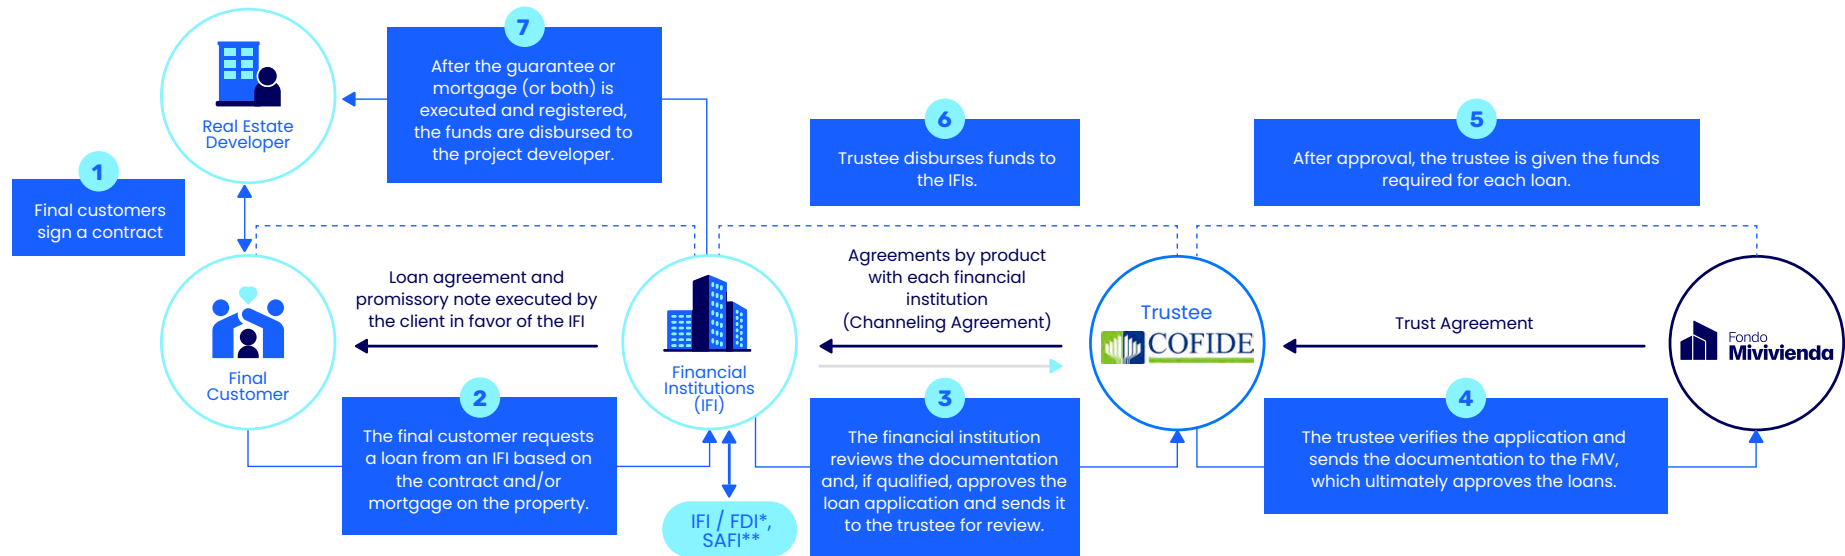 7
After the guarantee or
mortgage (or both) is
executed and registered,
the funds are disbursed to
the project developer.
Real Estate
Developer
1
Final customers
sign a contract
6
Trustee disburses funds to
the IFIs.
5
After approval, the trustee is given the funds
required for each loan.
Loan agreement and
promissory note executed by
the client in favor of the IFI
Agreements by product
with each financial
institution
(Channeling Agreement)
Trust Agreement
Final
Customer
Financial
Institutions
(IFI)
Trustee
COFIDE
Fondo
Mivivienda
2
The final customer requests
a loan from an IFI based on
the contract and/or
mortgage on the property.
3
The financial institution
reviews the documentation
and, if qualified, approves the
loan application and sends it
to the trustee for review.
4
The trustee verifies the application and
sends the documentation to the FMV,
which ultimately approves the loans.
IFI / FDI*,
SAFI**